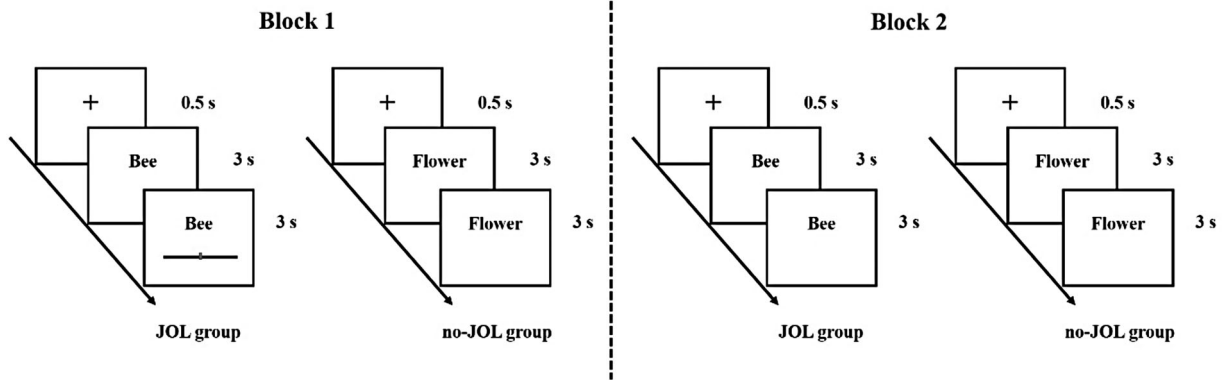 Block 1
+
0.5 s
Bee
3 s
Bee
3 s
JOL group
+
0.5 s
Flower
3 s
Flower
3 s
no-JOL group
Block 2
+
0.5 s
Bee
3 s
Bee
3 s
JOL group
+
0.5 s
Flower
3 s
Flower
3 s
no-JOL group